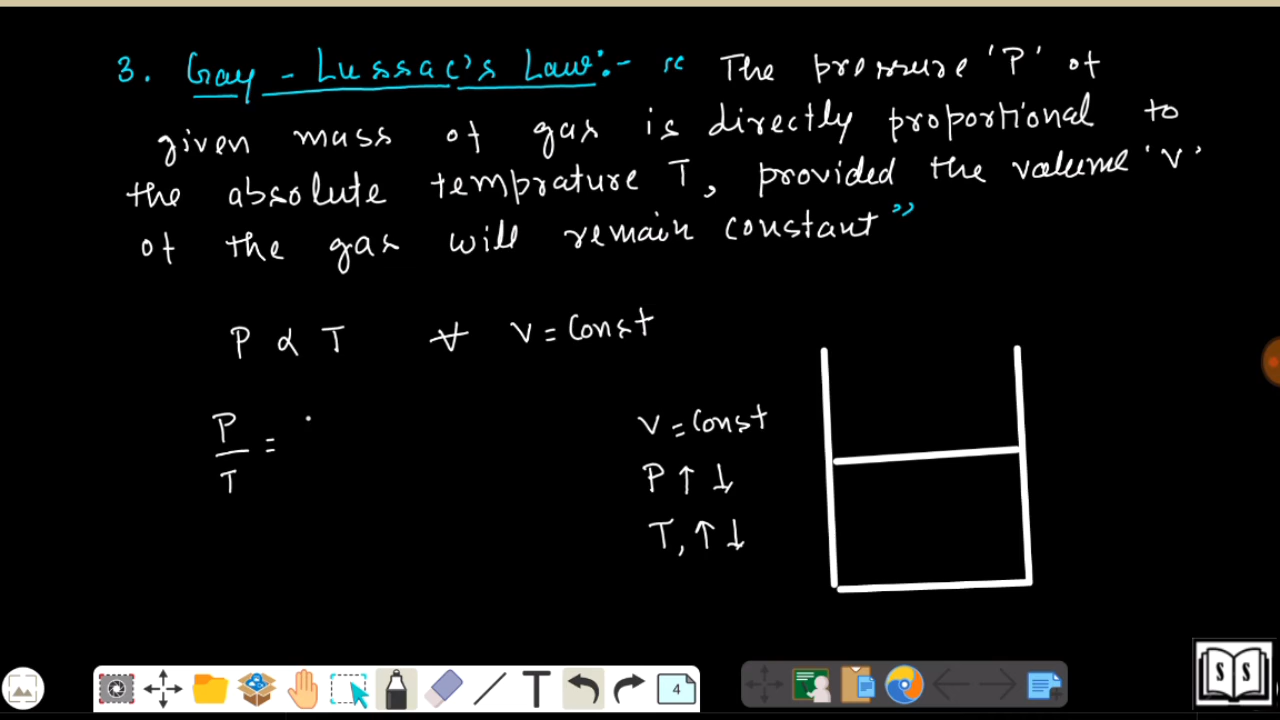 3. Gay - Lussac's Law:- " The pressure 'P' of
given mass of gas is directly proportional to
the absolute temprature T, provided the volume 'V'
of the gas will remain constant"
P ∝ T ∀ V = Const
P/T =
V = Const
P ↑ ↓
T, ↑ ↓
T
4
S S